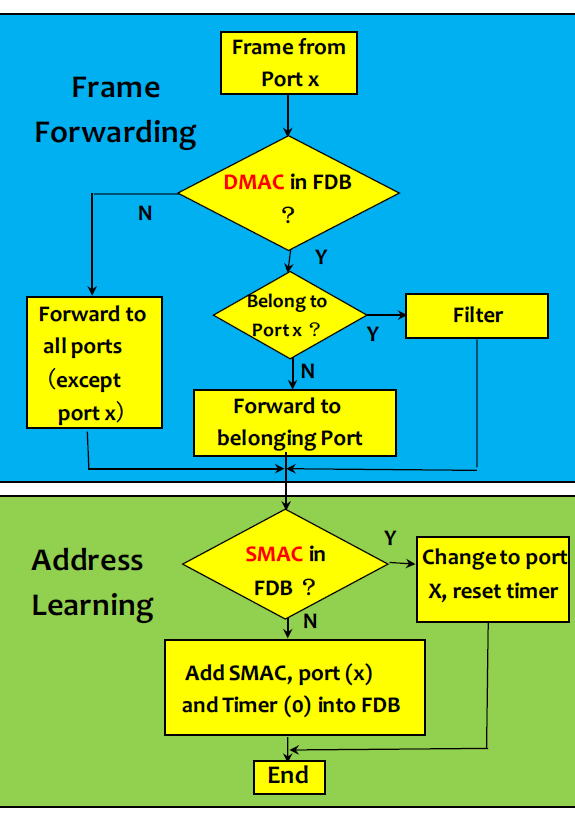 Frame from
Port x
Frame
Forwarding
DMAC in FDB
?
N
Y
Belong to
Port x ?
Y
Filter
Forward to
all ports
(except
port x)
N
Forward to
belonging Port
Address
Learning
SMAC in
FDB ?
Y
Change to port
X, reset timer
N
Add SMAC, port (x)
and Timer (0) into FDB
End